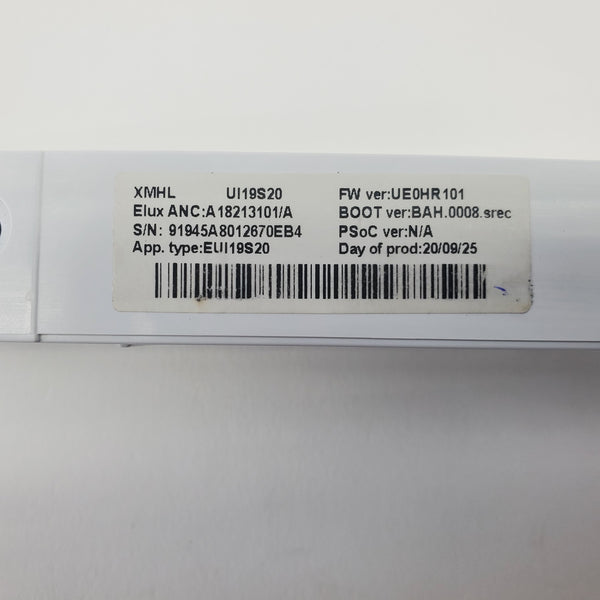 XMHL UI19S20 FW ver:UE0HR101
Elux ANC:A18213101/A BOOT ver:BAH.0008.srec
S/N: 91945A8012670EB4 PSoC ver:N/A
App. type:EUI19S20 Day of prod:20/09/25